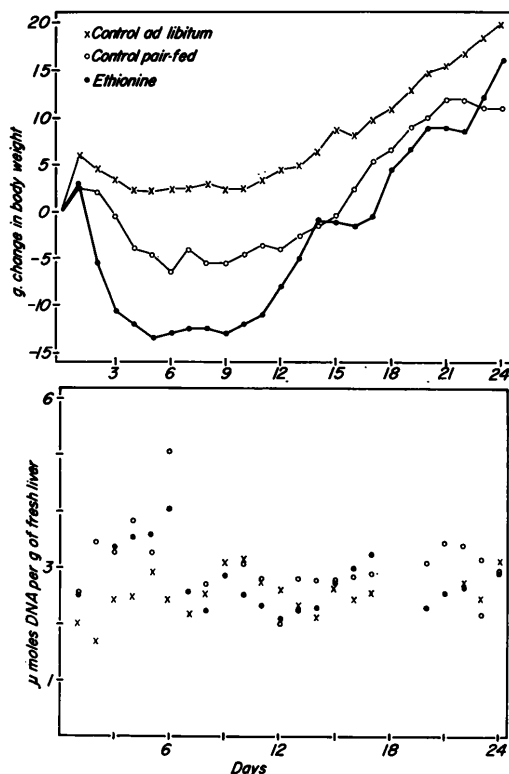 20
x Control ad libitum
o Control pair-fed
• Ethionine
15
10
5
0
-5
-10
-15
g. change in body weight
3 6 9 12 15 18 21 24
6
3
1
μ moles DNA per g of fresh liver
6 12 18 24
Days